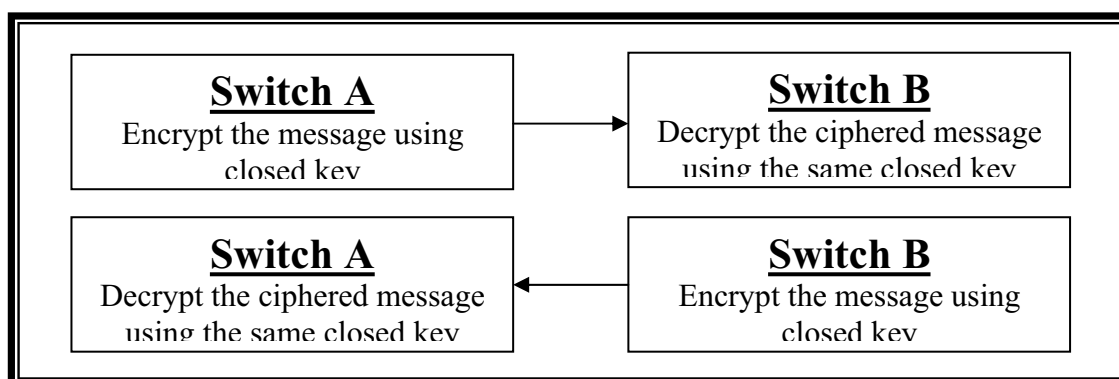 Switch A
Encrypt the message using
closed key
Switch B
Decrypt the ciphered message
using the same closed key
Switch A
Decrypt the ciphered message
using the same closed key
Switch B
Encrypt the message using
closed key